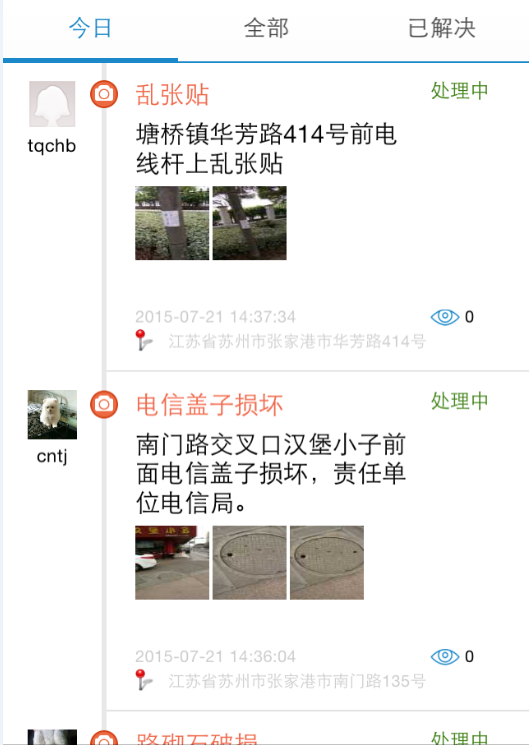 今日 全部 已解决
乱张贴 处理中
tqchb
塘桥镇华芳路414号前电
线杆上乱张贴
2015-07-21 14:37:34 0
江苏省苏州市张家港市华芳路414号
电信盖子损坏 处理中
cntj
南门路交叉口汉堡小子前
面电信盖子损坏，责任单
位电信局。
2015-07-21 14:36:04 0
江苏省苏州市张家港市南门路135号
路砌石破损 处理中